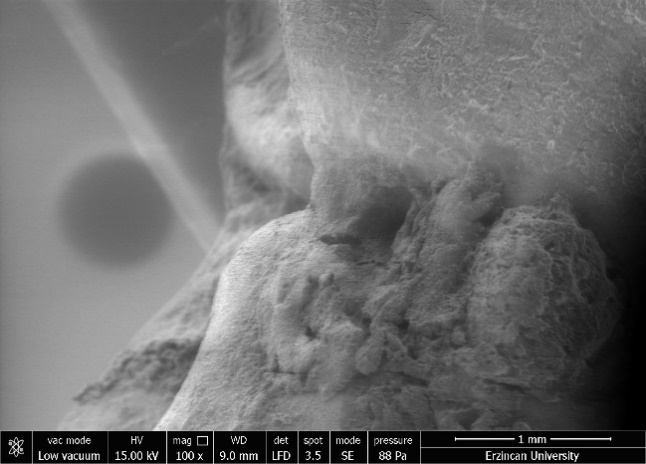 vac mode HV mag WD det spot mode pressure 1 mm
Low vacuum 15.00 kV 100 x 9.0 mm LFD 3.5 SE 88 Pa Erzincan University